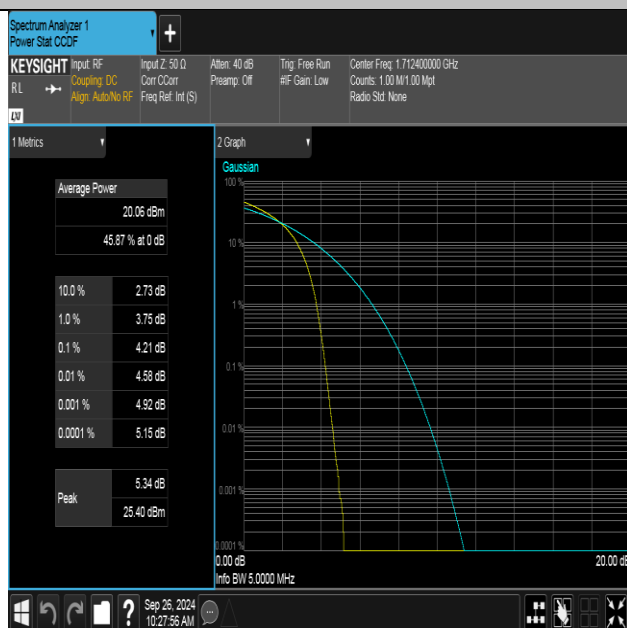 Spectrum Analyzer 1
Power Stat CCDF
KEYSIGHT
RL
LXI
Input: RF
Coupling: DC
Align: Auto/No RF
Input Z: 50 Ω
Corr CCorr
Freq Ref: Int (S)
Atten: 40 dB
Preamp: Off
Trig: Free Run
#IF Gain: Low
Center Freq: 1.712400000 GHz
Counts: 1.00 M/1.00 Mpt
Radio Std: None
1 Metrics
Average Power
20.06 dBm
45.87 % at 0 dB
10.0 % 2.73 dB
1.0 % 3.75 dB
0.1 % 4.21 dB
0.01 % 4.58 dB
0.001 % 4.92 dB
0.0001 % 5.15 dB
Peak
5.34 dB
25.40 dBm
2 Graph
Gaussian
100 %
10 %
1 %
0.1 %
0.01 %
0.001 %
0.0001 %
0.00 dB
20.00 dB
Info BW 5.0000 MHz
?
Sep 26, 2024
10:27:56 AM